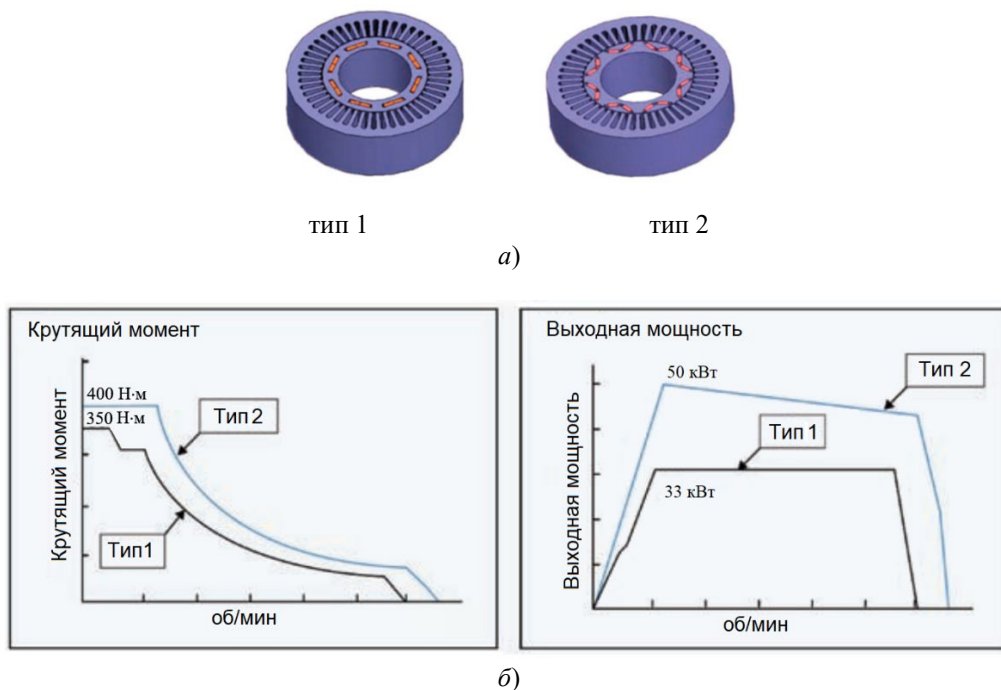 тип 1
тип 2
а)
Крутящий момент
400 Н·м
350 Н·м
Тип 2
Тип1
Крутящий момент
об/мин
Выходная мощность
50 кВт
Тип 2
Тип 1
33 кВт
Выходная мощность
об/мин
б)